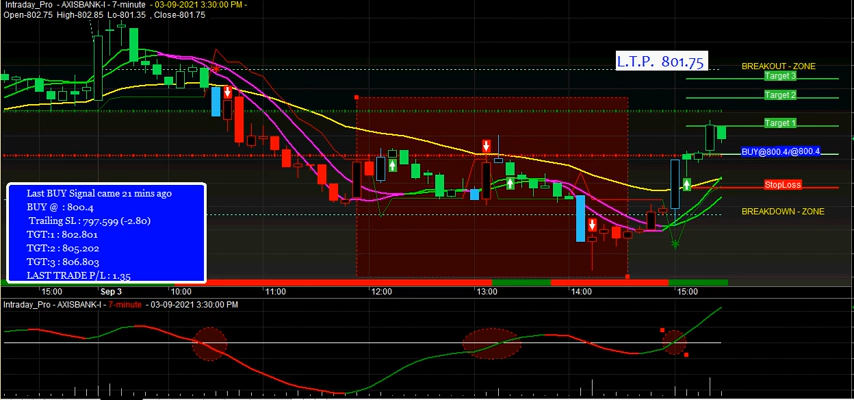 Intraday_Pro - AXISBANK-I - 7-minute - 03-09-2021 3:30:00 PM -
Open-802.75 High-802.85 Lo-801.35 , Close-801.75
L.T.P. 801.75
BREAKOUT - ZONE
Target 3
Target 2
Target 1
BUY@800.4/@800.4
StopLoss
BREAKDOWN - ZONE
Last BUY Signal came 21 mins ago
BUY @ : 800.4
Trailing SL : 797.599 (-2.80)
TGT:1 : 802.801
TGT:2 : 805.202
TGT:3 : 806.803
LAST TRADE P/L : 1.35
15:00 Sep 3 10:00 11:00 12:00 13:00 14:00 15:00
Intraday_Pro - AXISBANK-I - 7-minute - 03-09-2021 3:30:00 PM